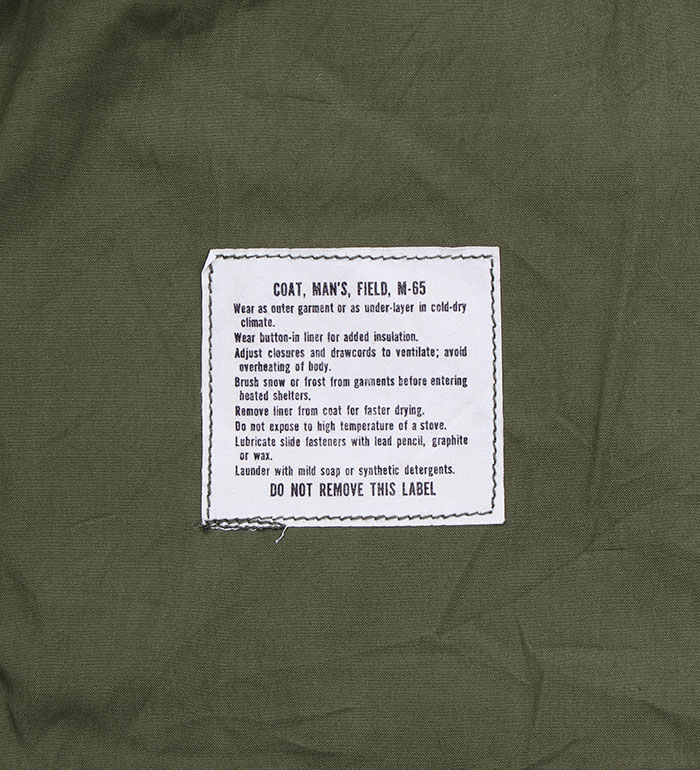 COAT, MAN'S, FIELD, M-65
Wear as outer garment or as under-layer in cold-dry
climate.
Wear button-in liner for added insulation.
Adjust closures and drawcords to ventilate; avoid
overheating of body.
Brush snow or frost from garments before entering
heated shelters.
Remove liner from coat for faster drying.
Do not expose to high temperature of a stove.
Lubricate slide fasteners with lead pencil, graphite
or wax.
Launder with mild soap or synthetic detergents.
DO NOT REMOVE THIS LABEL